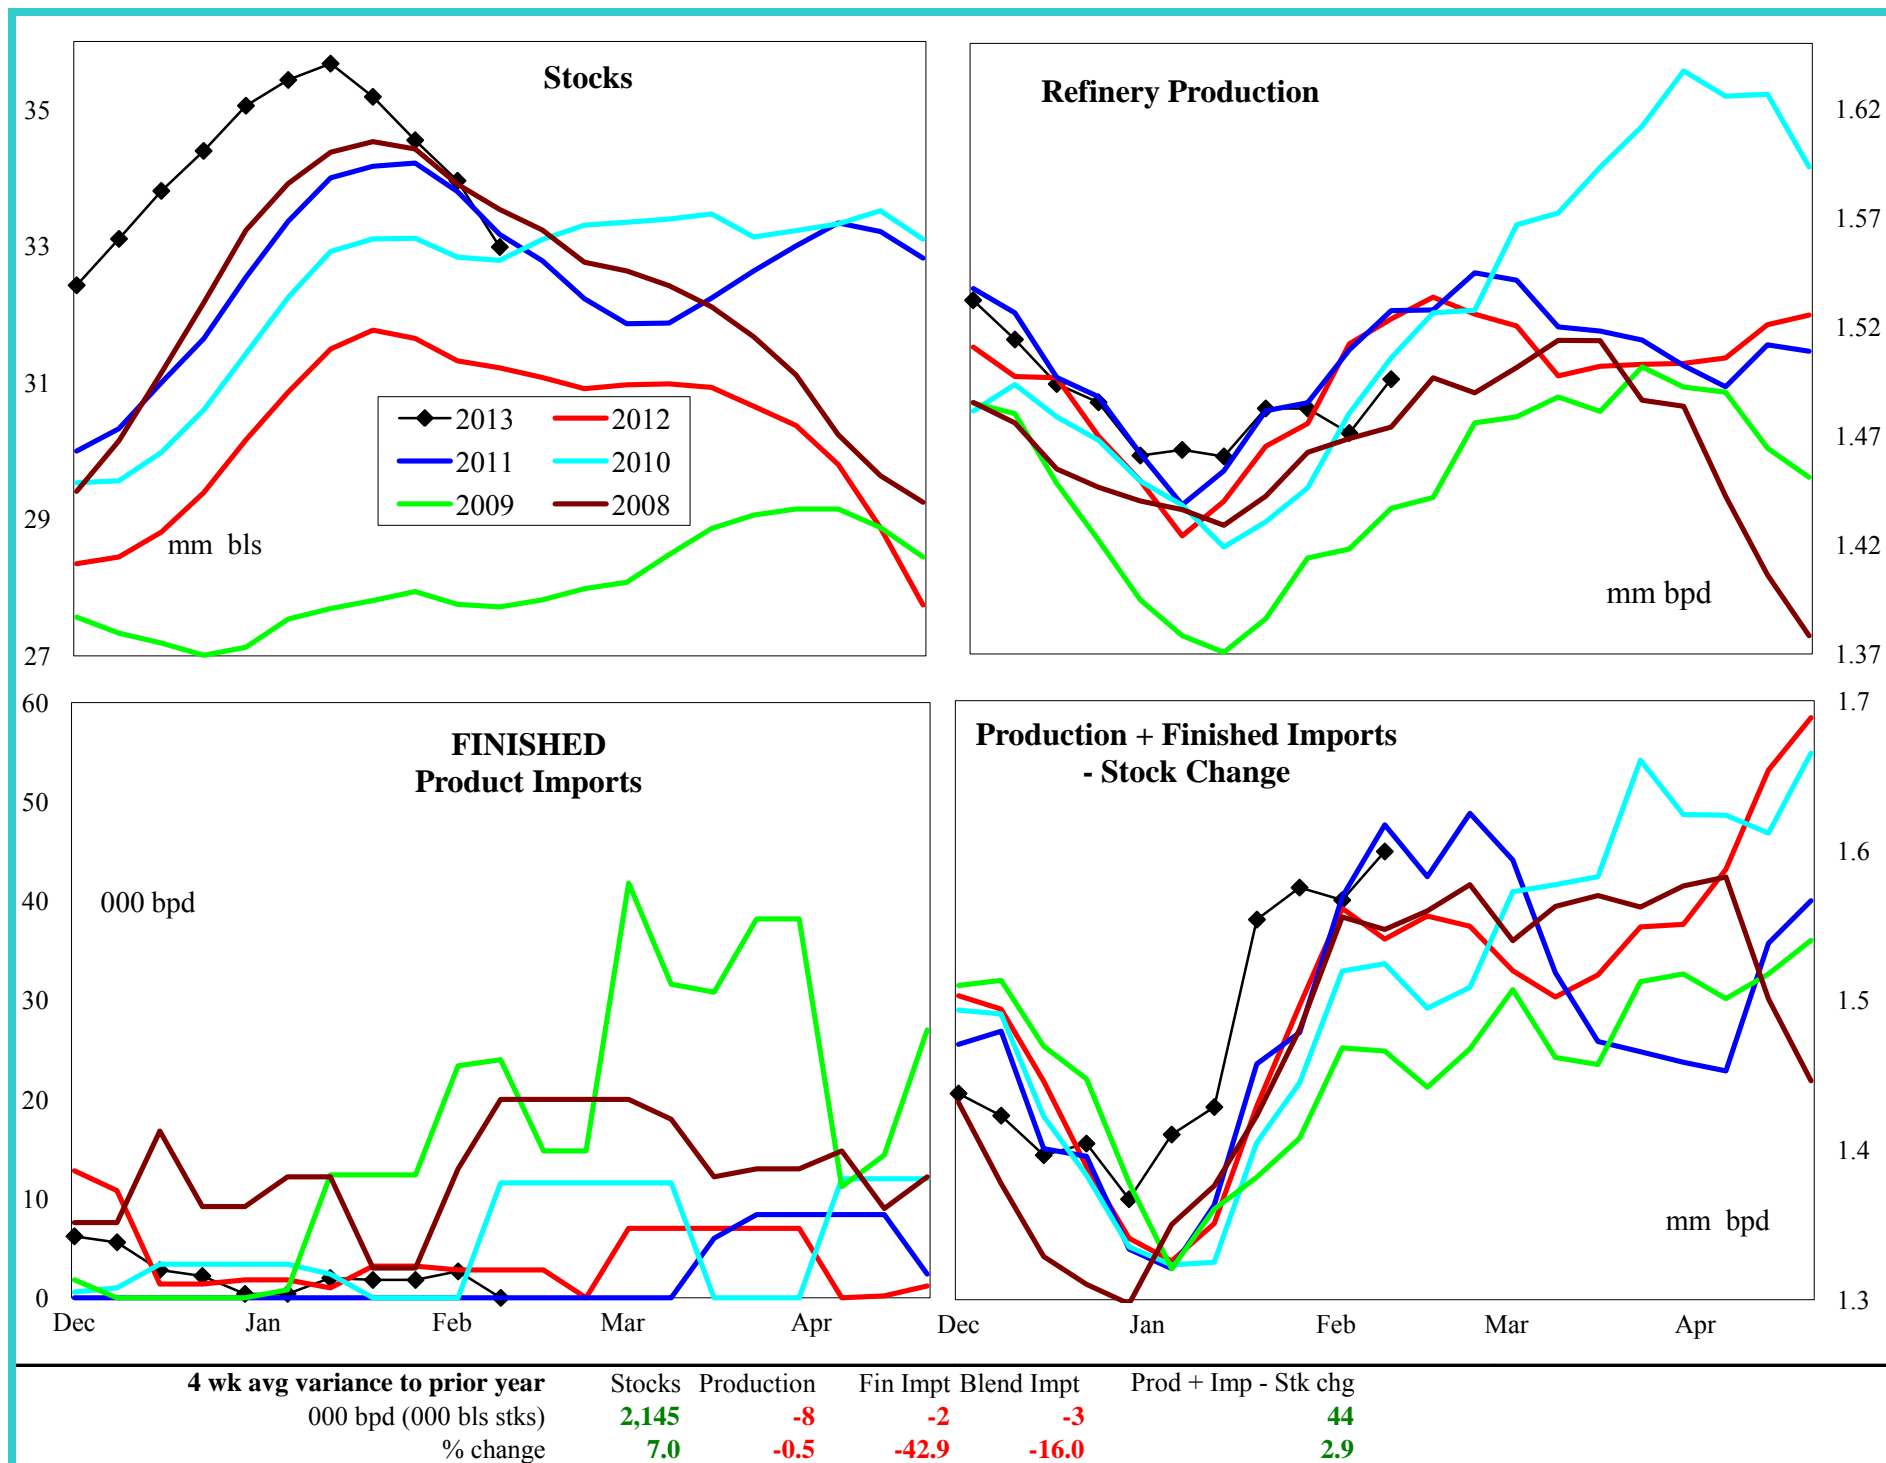 Stocks
35
33
31
29
27
mm  bls
2013
2012
2011
2010
2009
2008
Refinery Production
1.62
1.57
1.52
1.47
1.42
1.37
mm bpd
FINISHED
Product Imports
60
50
40
30
20
10
0
000 bpd
Dec Jan Feb Mar Apr
Production + Finished Imports
- Stock Change
1.7
1.6
1.5
1.4
1.3
mm  bpd
Dec Jan Feb Mar Apr
4 wk avg variance to prior year Stocks Production Fin Impt Blend Impt Prod + Imp - Stk chg
000 bpd (000 bls stks) 2,145 -8 -2 -3 44
% change 7.0 -0.5 -42.9 -16.0 2.9